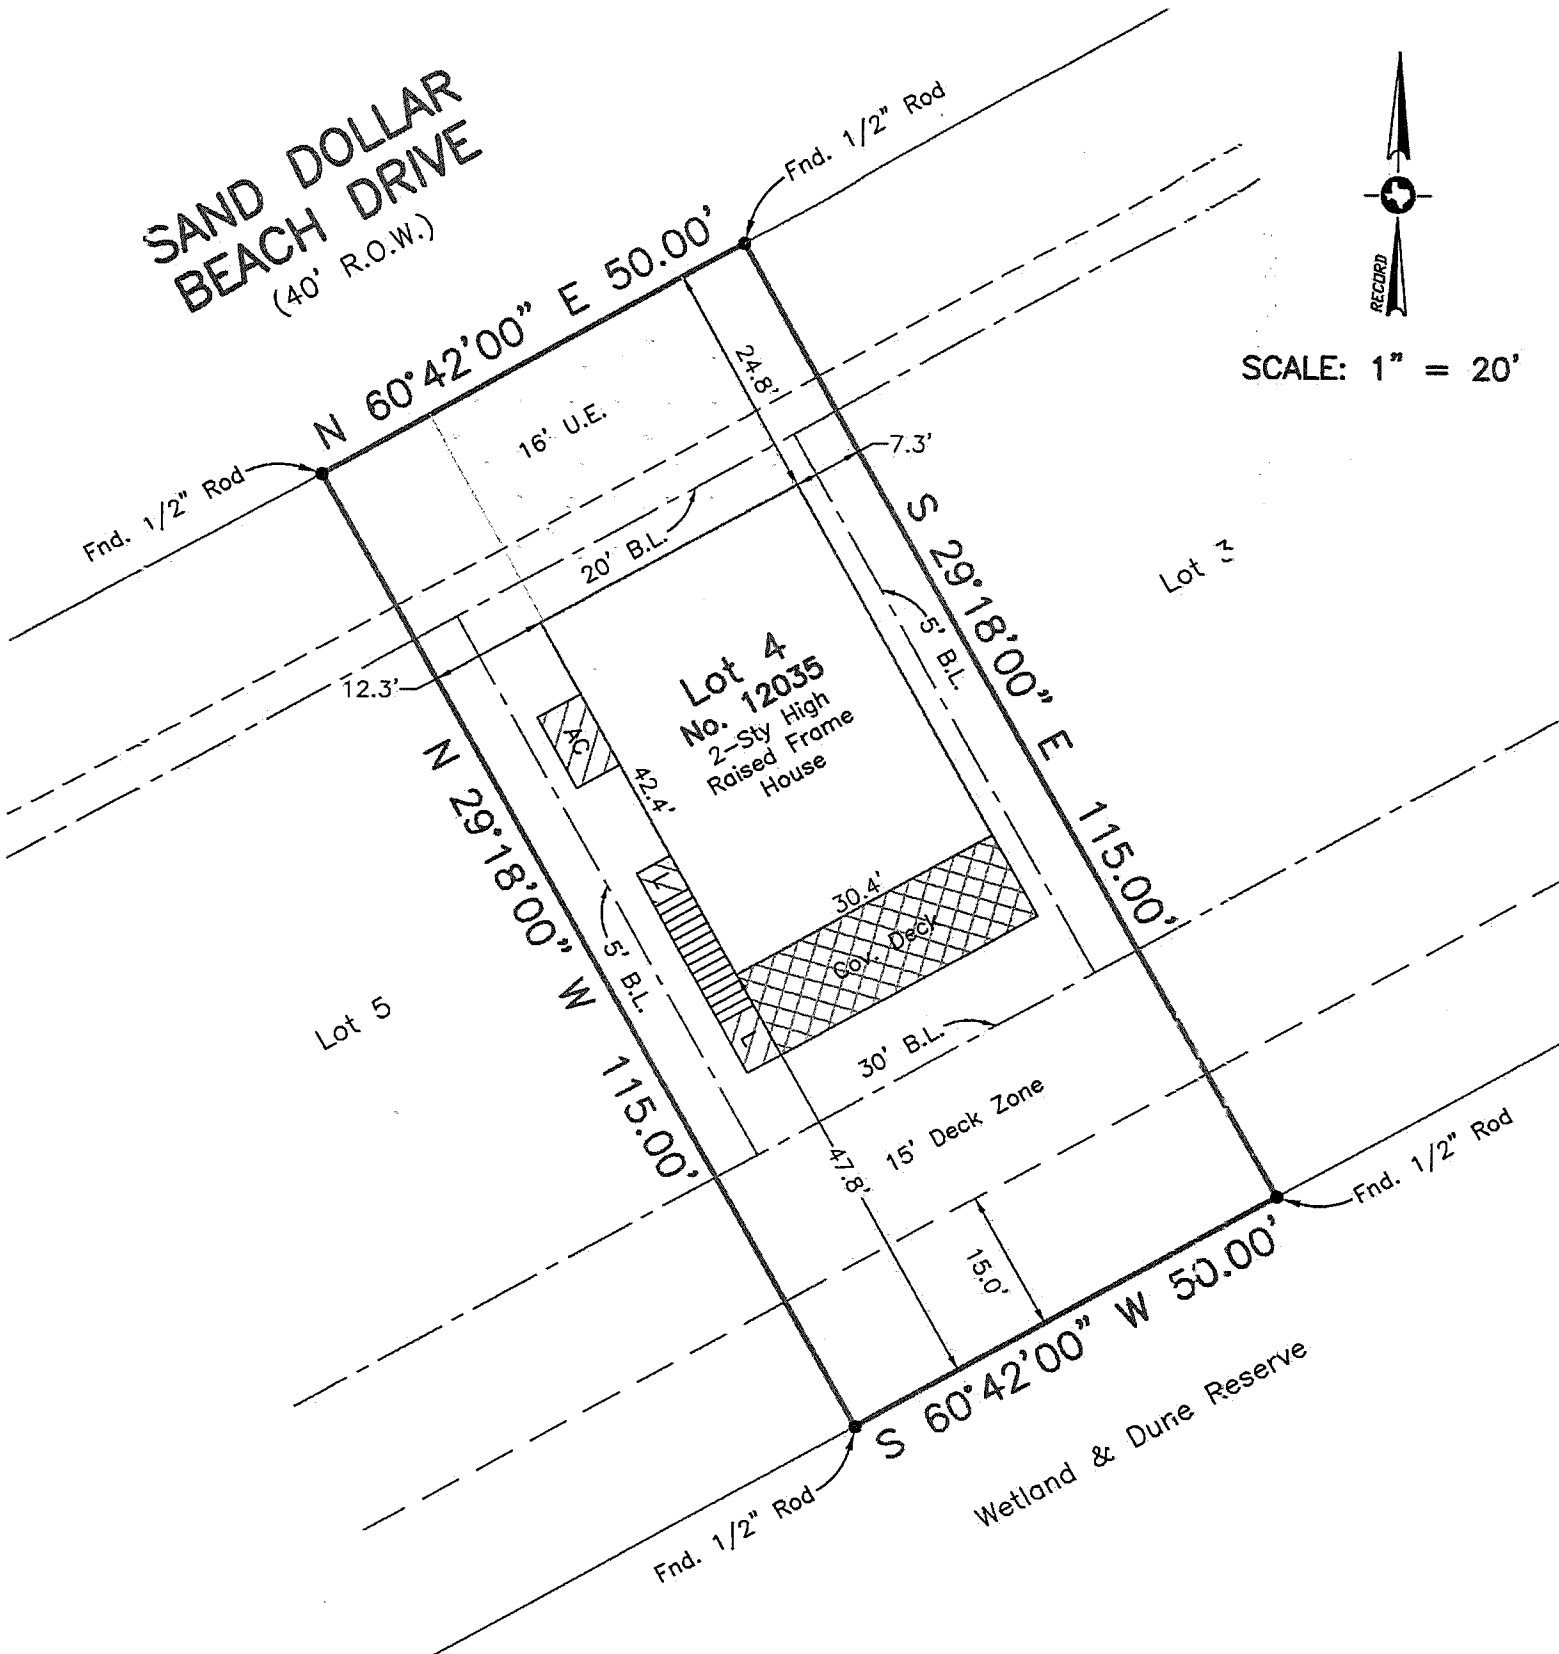 SAND DOLLAR
BEACH DRIVE
(40' R.O.W.)
Fnd. 1/2" Rod
RECORD
SCALE: 1" = 20'
N 60°42'00" E 50.00'
24.8'
16' U.E.
7.3'
Fnd. 1/2" Rod
20' B.L.
S 29°18'00" E 115.00'
Lot 3
5' B.L.
12.3'
Lot 4
No. 12035
2-Sty High
Raised Frame
House
AC
42.4'
N 29°18'00" W 115.00'
30.4'
Cov. Deck
L
L
5' B.L.
Lot 5
30' B.L.
15' Deck Zone
47.8'
15.0'
Fnd. 1/2" Rod
S 60°42'00" W 50.00'
Wetland & Dune Reserve
Fnd. 1/2" Rod